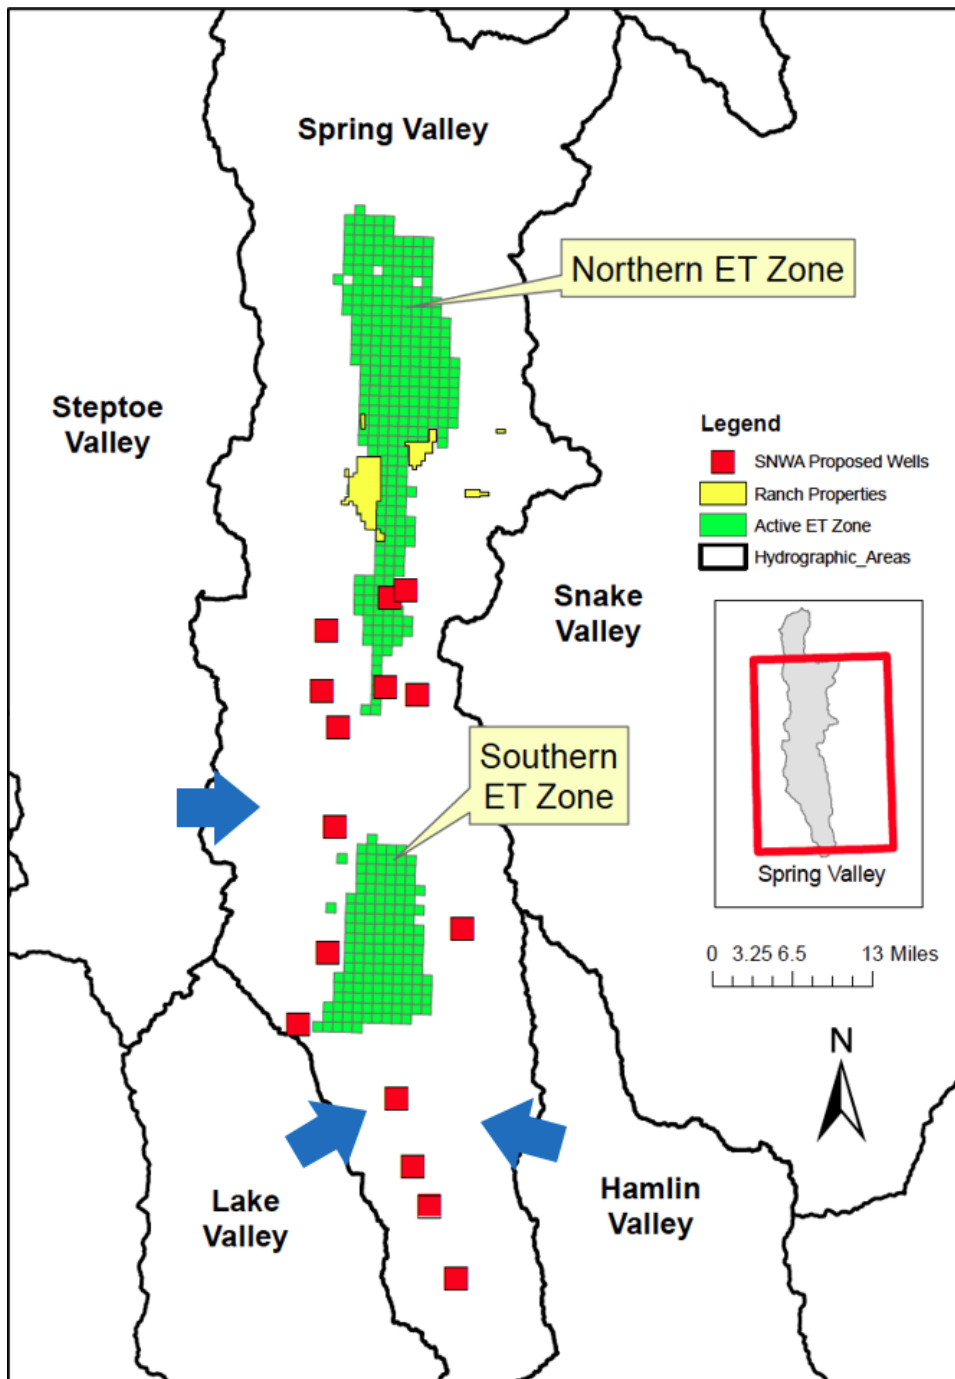 Spring Valley
Northern ET Zone
Steptoe
Valley
Legend
SNWA Proposed Wells
Ranch Properties
Active ET Zone
Hydrographic_Areas
Snake
Valley
Southern
ET Zone
Spring Valley
0 3.25 6.5 13 Miles
N
Lake
Valley
Hamlin
Valley